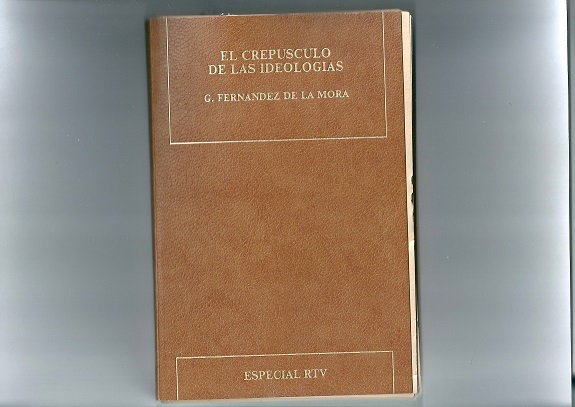 EL CREPUSCULO
DE LAS IDEOLOGIAS
G. FERNANDEZ DE LA MORA
ESPECIAL RTV